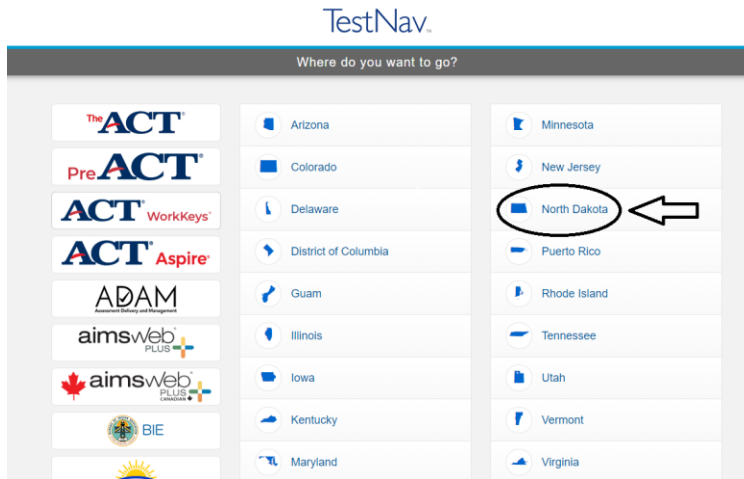 TestNav™
Where do you want to go?
The ACT®
PreACT®
ACT® WorkKeys®
ACT® Aspire®
ADAM
Assessment Delivery and Management
aimsweb®
PLUS
aimsweb®
PLUS
CANADIAN
BIE
Arizona
Colorado
Delaware
District of Columbia
Guam
Illinois
Iowa
Kentucky
Maryland
Minnesota
New Jersey
North Dakota
Puerto Rico
Rhode Island
Tennessee
Utah
Vermont
Virginia